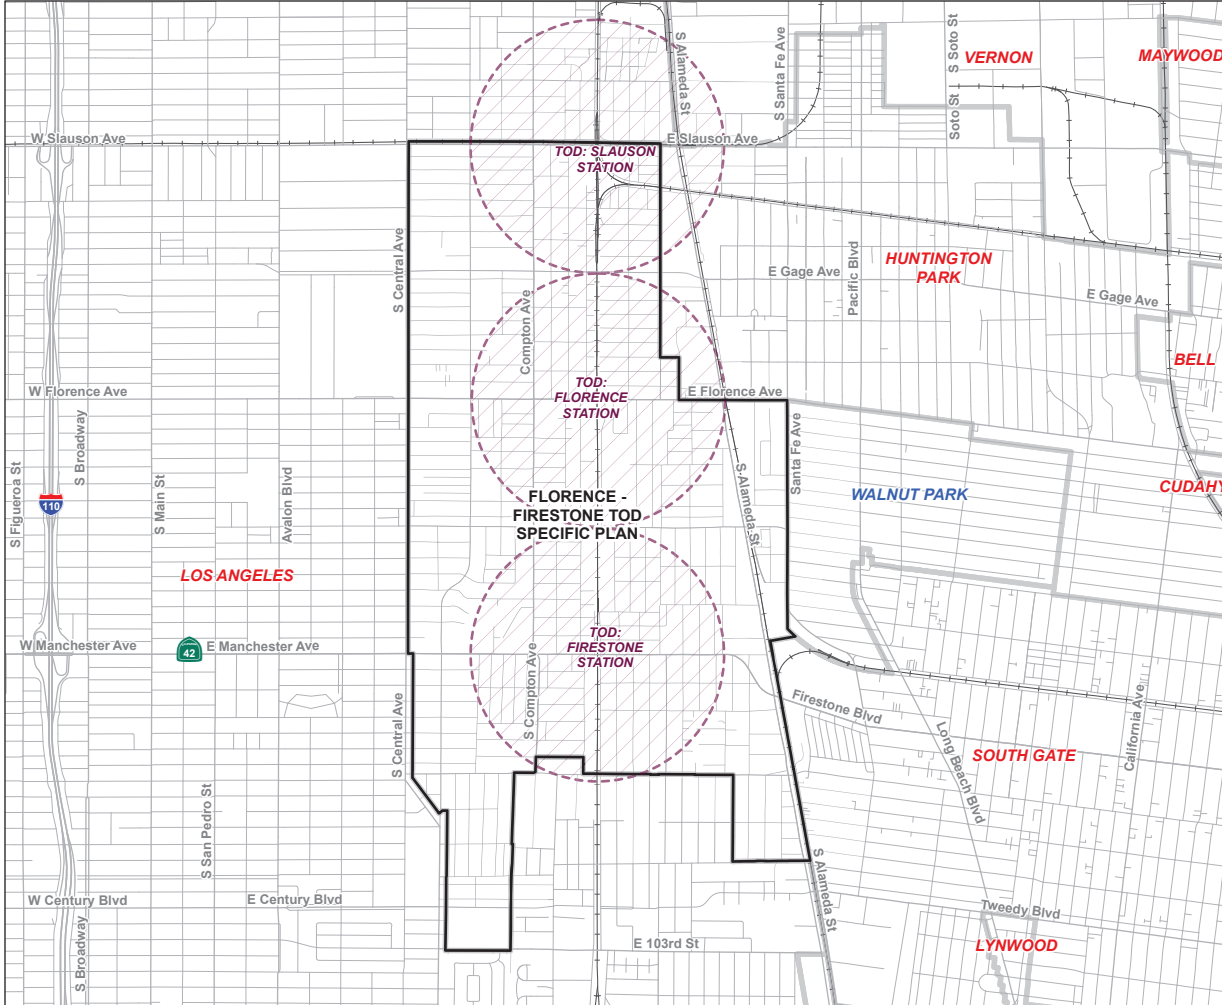 S Soto St
S Alameda St
S Santa Fe Ave
VERNON
MAYWOOD
Soto St
W Slauson Ave
E Slauson Ave
TOD: SLAUSON
STATION
S Central Ave
Compton Ave
HUNTINGTON
PARK
E Gage Ave
Pacific Blvd
E Gage Ave
BELL
W Florence Ave
TOD:
FLORENCE
STATION
E Florence Ave
S Broadway
Santa Fe Ave
S Figueroa St
110
S Main St
Avalon Blvd
FLORENCE -
FIRESTONE TOD
SPECIFIC PLAN
S Alameda St
WALNUT PARK
CUDAHY
LOS ANGELES
W Manchester Ave
42
E Manchester Ave
TOD:
FIRESTONE
STATION
S Compton Ave
S Central Ave
Firestone Blvd
Long Beach Blvd
California Ave
SOUTH GATE
S San Pedro St
S Alameda St
W Century Blvd
E Century Blvd
Tweedy Blvd
S Broadway
E 103rd St
LYNWOOD